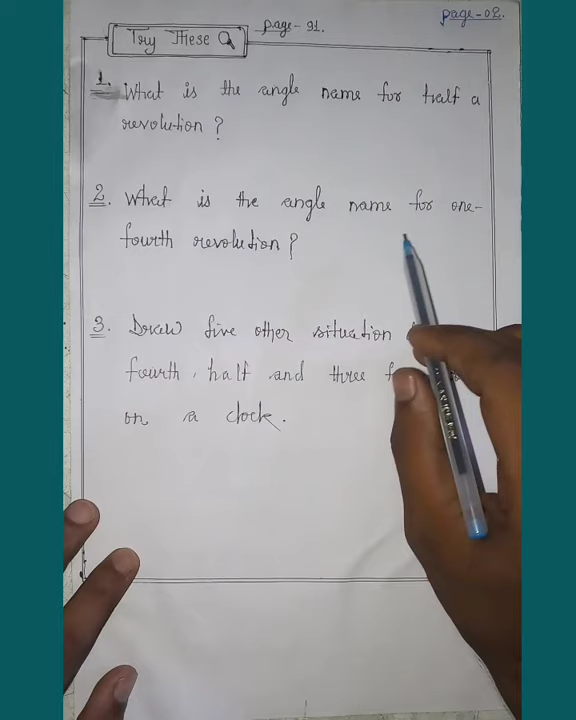 page-02.
Try These
page- 91.
1. What is the angle name for half a
revolution ?
2. What is the angle name for one-
fourth revolution ?
3. Draw five other situation
fourth, half and three
on a clock.